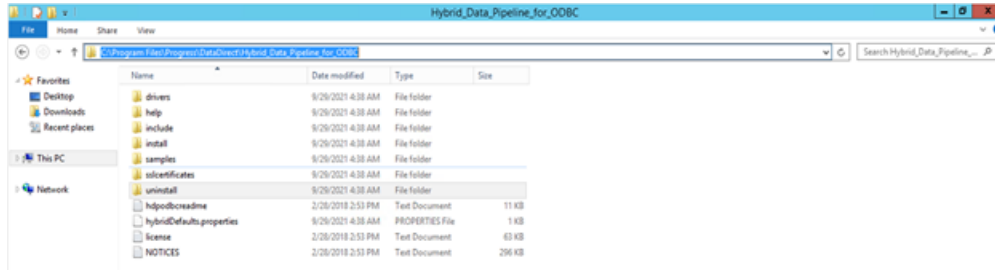 Hybrid_Data_Pipeline_for_ODBC
File Home Share View
C:\Program Files\Progress\DataDirect\Hybrid_Data_Pipeline_for_ODBC Search Hybrid_Data_Pipeline_...
Favorites
Desktop
Downloads
Recent places
This PC
Network
Name Date modified Type Size
drivers 9/29/2021 4:38 AM File folder
help 9/29/2021 4:38 AM File folder
include 9/29/2021 4:38 AM File folder
install 9/29/2021 4:38 AM File folder
samples 9/29/2021 4:38 AM File folder
sslcertificates 9/29/2021 4:38 AM File folder
uninstall 9/29/2021 4:38 AM File folder
hdpodbcreadme 2/28/2018 2:53 PM Text Document 11 KB
hybridDefaults.properties 9/29/2021 4:38 AM PROPERTIES File 1 KB
license 2/28/2018 2:53 PM Text Document 63 KB
NOTICES 2/28/2018 2:53 PM Text Document 296 KB